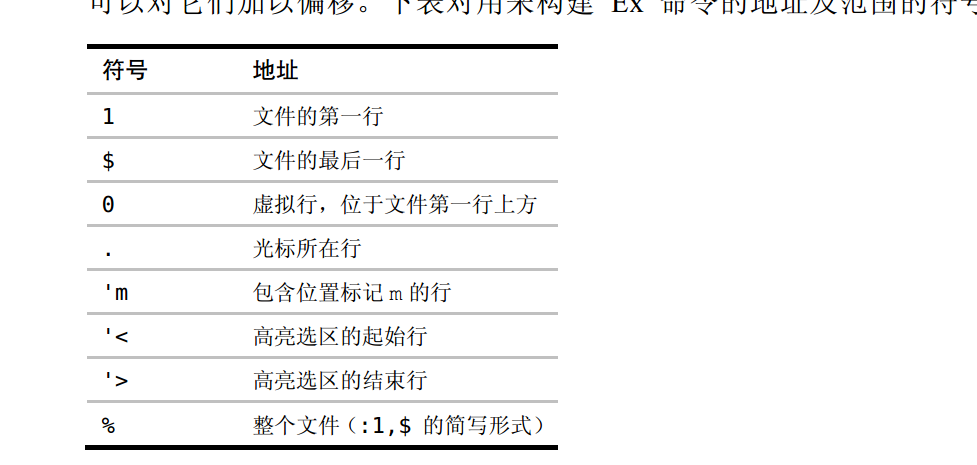 可以对它们加以偏移。下表对用来构建 Ex 命令的地址及范围的符号
符号 地址
1 文件的第一行
$ 文件的最后一行
0 虚拟行，位于文件第一行上方
. 光标所在行
'm 包含位置标记 m 的行
'< 高亮选区的起始行
'> 高亮选区的结束行
% 整个文件（:1,$ 的简写形式）